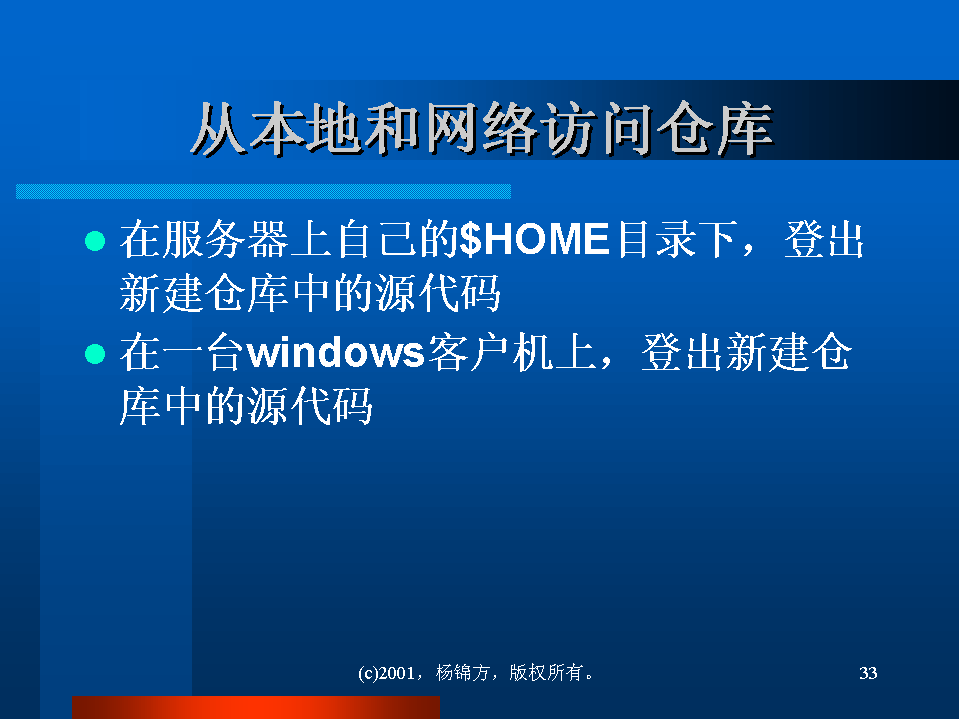 从本地和网络访问仓库
在服务器上自己的$HOME目录下，登出
新建仓库中的源代码
在一台windows客户机上，登出新建仓
库中的源代码
(c)2001，杨锦方，版权所有。
33